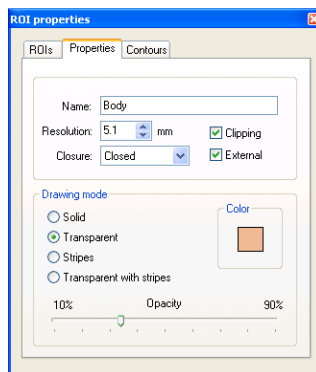 ROI properties
ROIs Properties Contours
Name: Body
Resolution: 5.1 mm Clipping
Closure: Closed External
Drawing mode
Color
Solid
Transparent
Stripes
Transparent with stripes
10% Opacity 90%